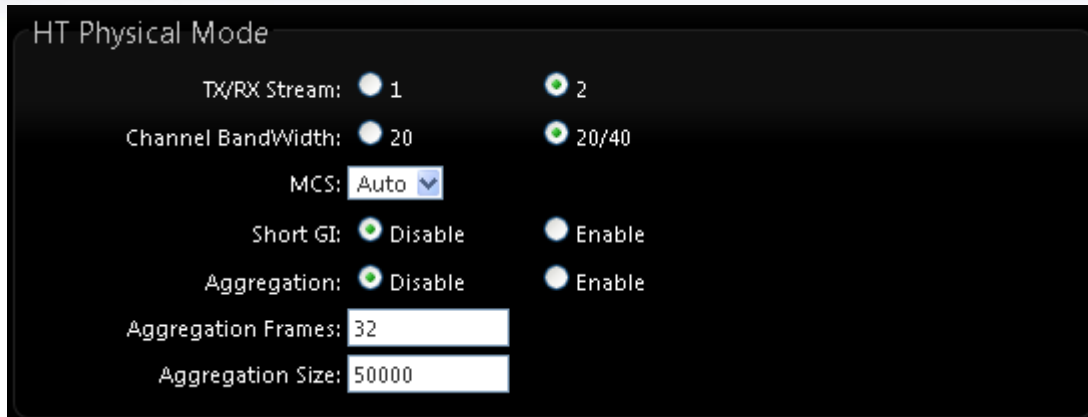 HT Physical Mode
TX/RX Stream: 1 2
Channel BandWidth: 20 20/40
MCS: Auto
Short GI: Disable Enable
Aggregation: Disable Enable
Aggregation Frames: 32
Aggregation Size: 50000